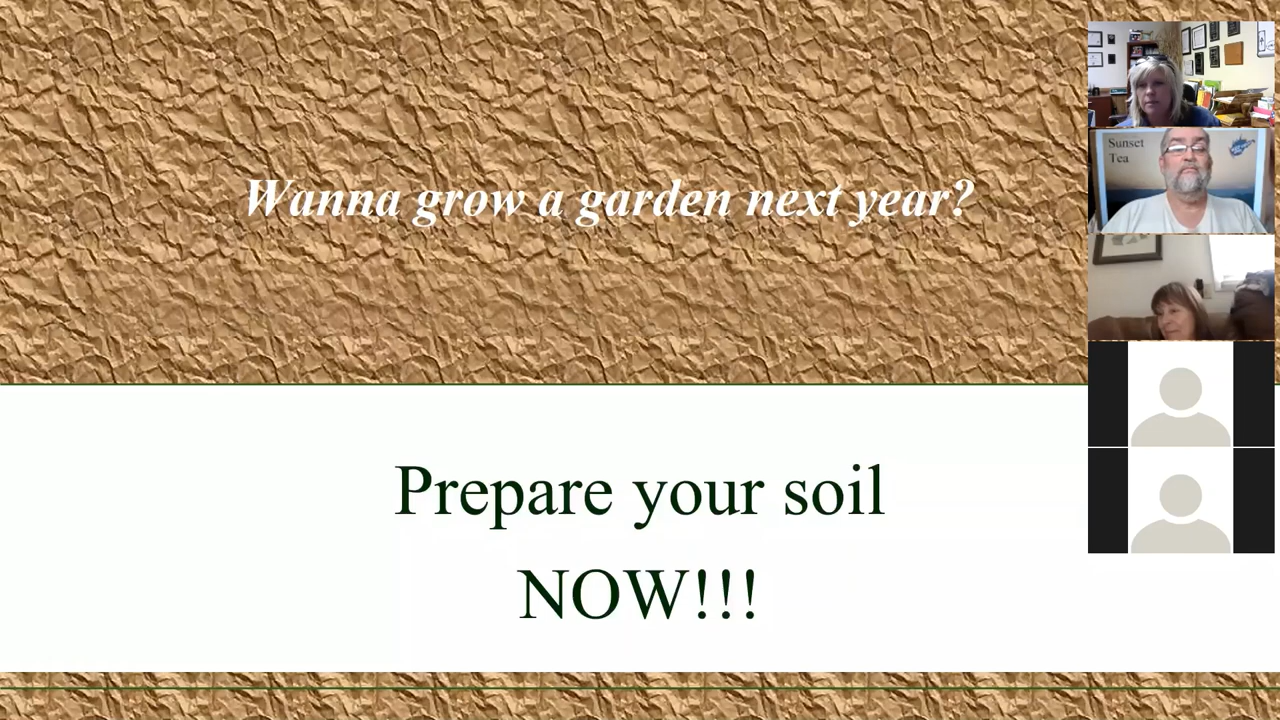 Wanna grow a garden next year?
Sunset
Tea
Prepare your soil
NOW!!!